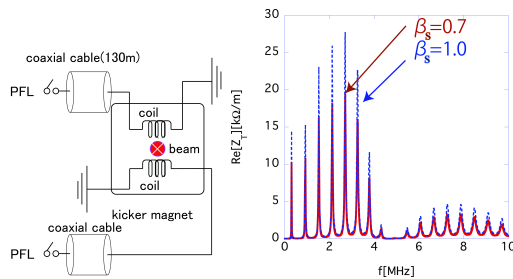 coaxial cable(130m)
PFL
coil
beam
coil
kicker magnet
coaxial cable
PFL
Re[Z_T][kΩ/m]
30
25
20
15
10
5
0
0
2
4
6
8
10
f[MHz]
β_s=0.7
β_s=1.0